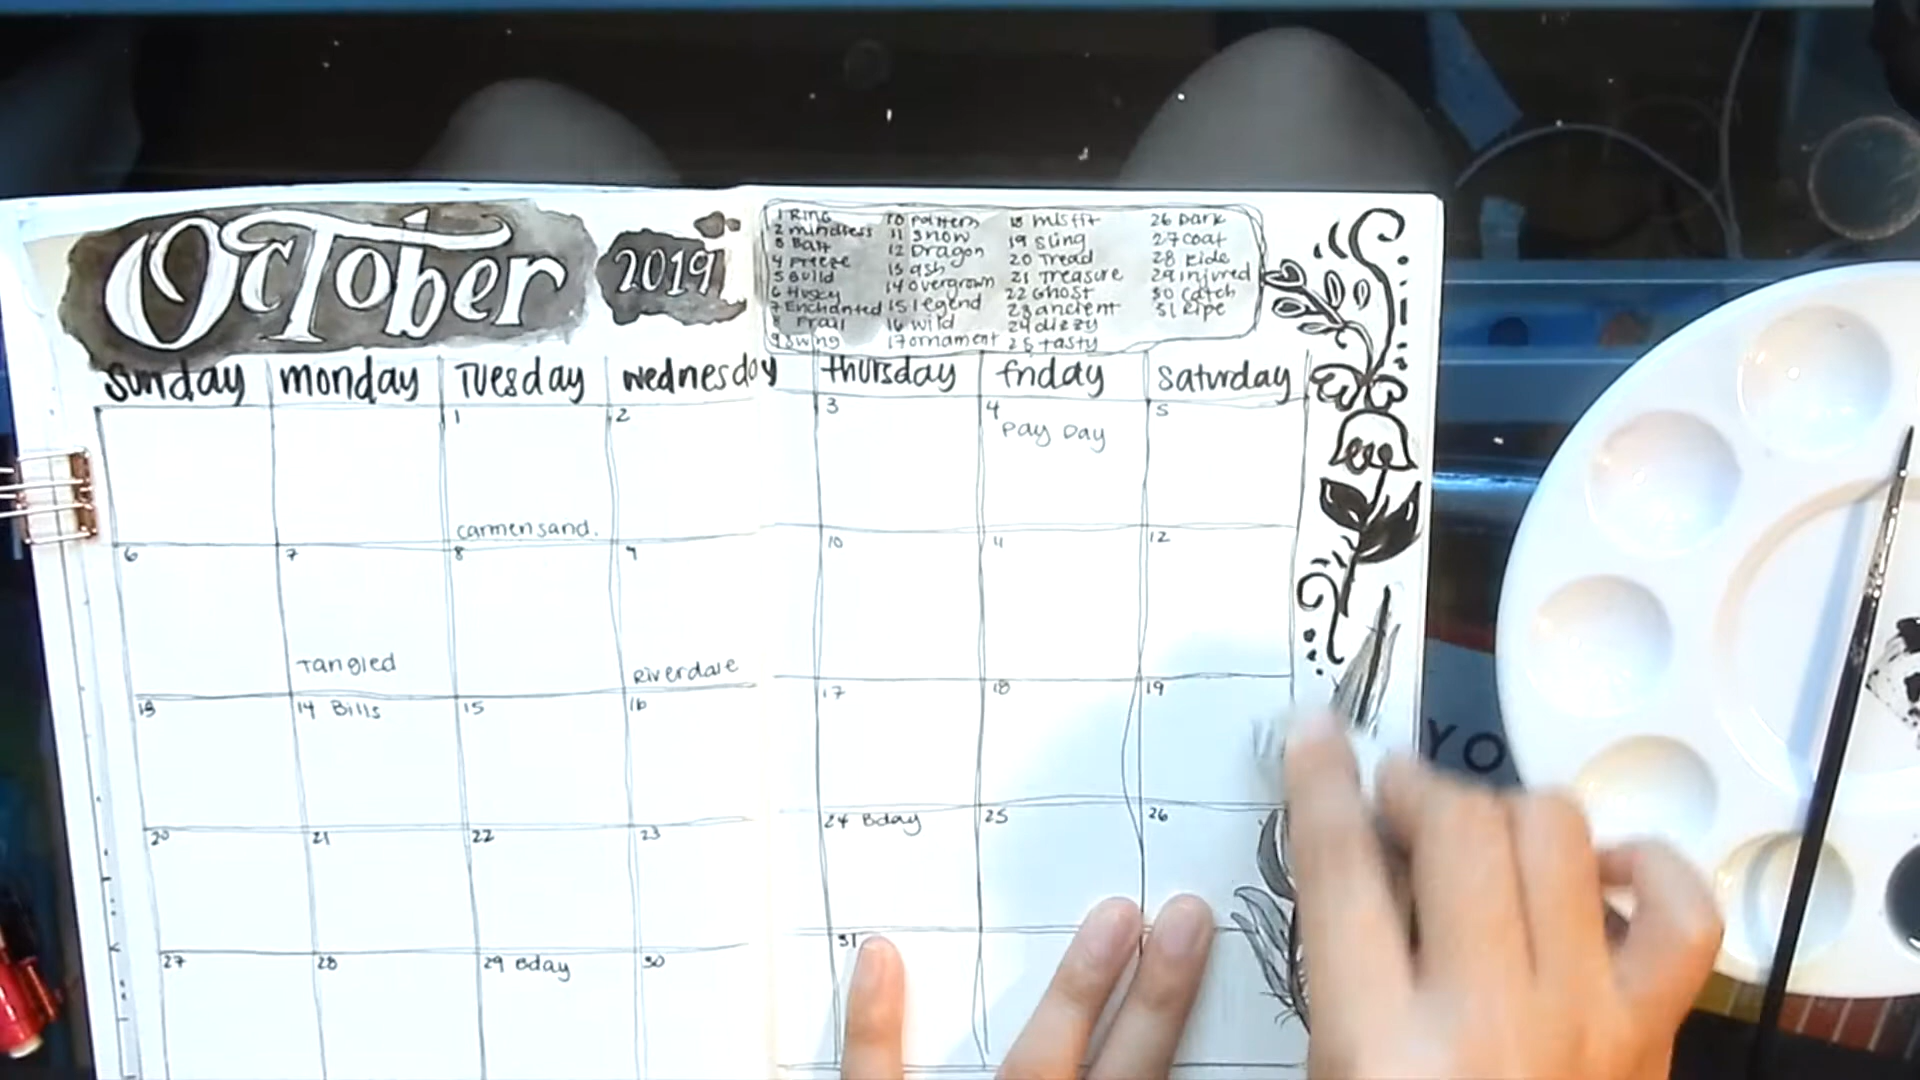 October 2019
1 Ring
2 mindless
3 Bait
4 Freeze
5 Build
6 Husky
7 Enchanted
8 Frail
9 Swing
10 pattern
11 snow
12 Dragon
13 ash
14 overgrown
15 legend
16 wild
17 ornament
18 misfit
19 sling
20 Tread
21 Treasure
22 Ghost
23 ancient
24 dizzy
25 tasty
26 Dark
27 coat
28 Ride
29 injured
30 catch
31 Ripe
sunday monday Tuesday wednesday thursday friday saturday
1 2 3 4 5
Pay Day
carmensand.
6 7 8 9 10 11 12
Tangled Riverdale
13 14 Bills 15 16 17 18 19
20 21 22 23 24 Bday 25 26
27 28 29 Bday 30 31
YO